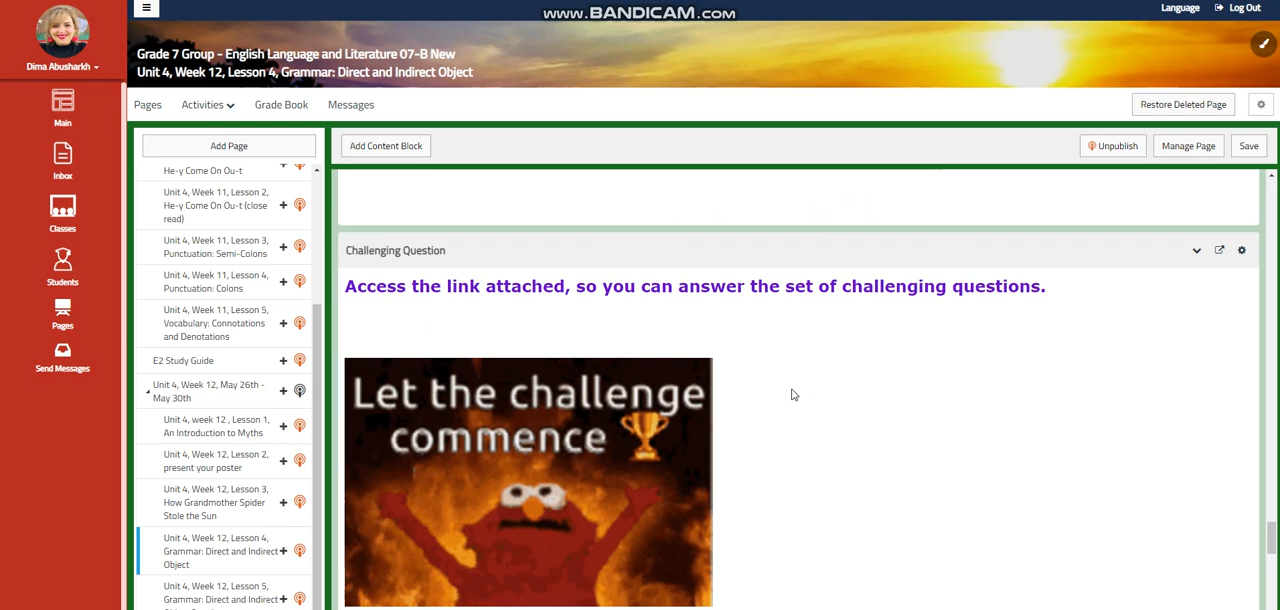 www.BANDICAM.com
Language
Log Out
Dima Abusharkh
Grade 7 Group - English Language and Literature 07-B New
Unit 4, Week 12, Lesson 4, Grammar: Direct and Indirect Object
Pages
Activities
Grade Book
Messages
Restore Deleted Page
Main
Inbox
Classes
Students
Pages
Send Messages
Add Page
Add Content Block
Unpublish
Manage Page
Save
He-y Come On Ou-t
Unit 4, Week 11, Lesson 2,
He-y Come On Ou-t (close
read)
Unit 4, Week 11, Lesson 3,
Punctuation: Semi-Colons
Unit 4, Week 11, Lesson 4,
Punctuation: Colons
Unit 4, Week 11, Lesson 5,
Vocabulary: Connotations
and Denotations
E2 Study Guide
Unit 4, Week 12, May 26th -
May 30th
Unit 4, week 12 , Lesson 1,
An Introduction to Myths
Unit 4, Week 12, Lesson 2,
present your poster
Unit 4, Week 12, Lesson 3,
How Grandmother Spider
Stole the Sun
Unit 4, Week 12, Lesson 4,
Grammar: Direct and Indirect
Object
Unit 4, Week 12, Lesson 5,
Grammar: Direct and Indirect
Challenging Question
Access the link attached, so you can answer the set of challenging questions.
Let the challenge
commence